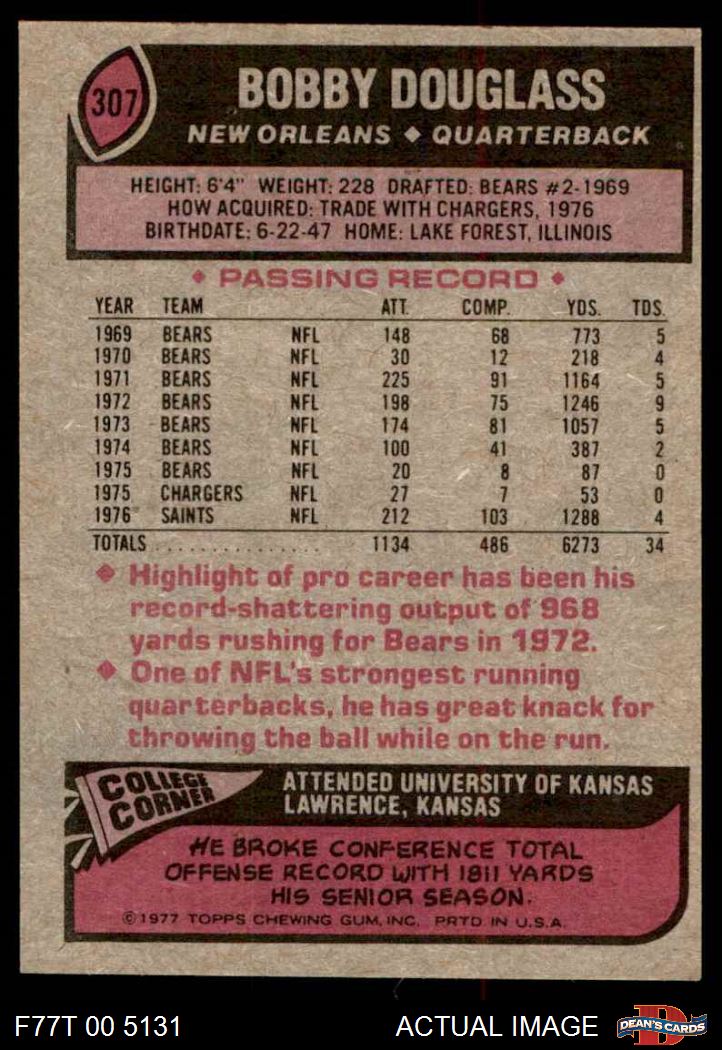 307
BOBBY DOUGLASS
NEW ORLEANS ◆ QUARTERBACK
HEIGHT: 6'4" WEIGHT: 228 DRAFTED: BEARS #2-1969
HOW ACQUIRED: TRADE WITH CHARGERS, 1976
BIRTHDATE: 6-22-47 HOME: LAKE FOREST, ILLINOIS
◆ PASSING RECORD ◆
YEAR TEAM ATT. COMP. YDS. TDS.
1969 BEARS NFL 148 68 773 5
1970 BEARS NFL 30 12 218 4
1971 BEARS NFL 225 91 1164 5
1972 BEARS NFL 198 75 1246 9
1973 BEARS NFL 174 81 1057 5
1974 BEARS NFL 100 41 387 2
1975 BEARS NFL 20 8 87 0
1975 CHARGERS NFL 27 7 53 0
1976 SAINTS NFL 212 103 1288 4
TOTALS ................ 1134 486 6273 34
◆ Highlight of pro career has been his
record-shattering output of 968
yards rushing for Bears in 1972.
◆ One of NFL's strongest running
quarterbacks, he has great knack for
throwing the ball while on the run.
COLLEGE
CORNER
ATTENDED UNIVERSITY OF KANSAS
LAWRENCE, KANSAS
HE BROKE CONFERENCE TOTAL
OFFENSE RECORD WITH 1811 YARDS
HIS SENIOR SEASON.
©1977 TOPPS CHEWING GUM, INC. PRTD IN U.S.A.
F77T 00 5131
ACTUAL IMAGE
D
DEAN'S CARDS